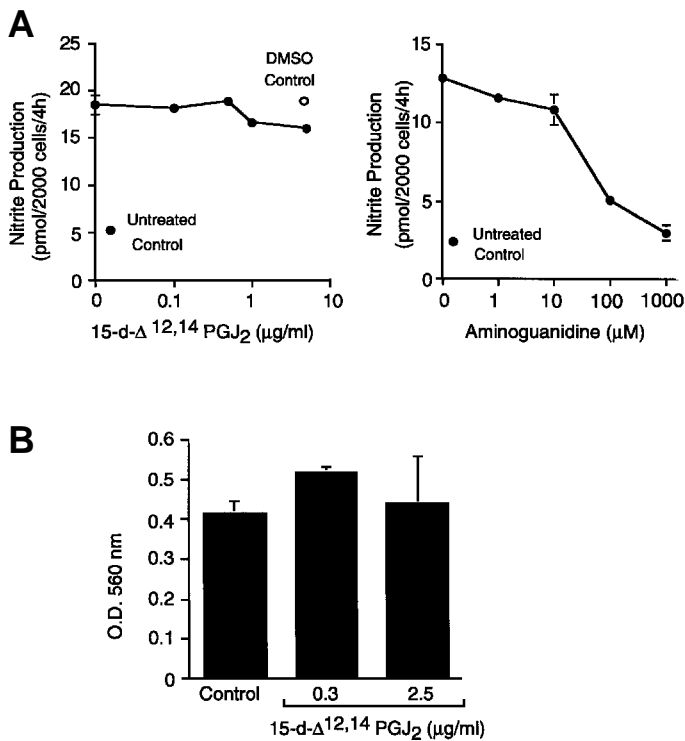 A
25
20
15
10
5
0
Nitrite Production
(pmol/2000 cells/4h)
DMSO
Control
Untreated
Control
0
0.1
1
10
15-d-Δ 12,14 PGJ2 (μg/ml)
15
10
5
0
Nitrite Production
(pmol/2000 cells/4h)
Untreated
Control
0
1
10
100
1000
Aminoguanidine (μM)
B
0.6
0.5
0.4
0.3
0.2
0.1
0
O.D. 560 nm
Control
0.3
2.5
15-d-Δ12,14 PGJ2 (μg/ml)